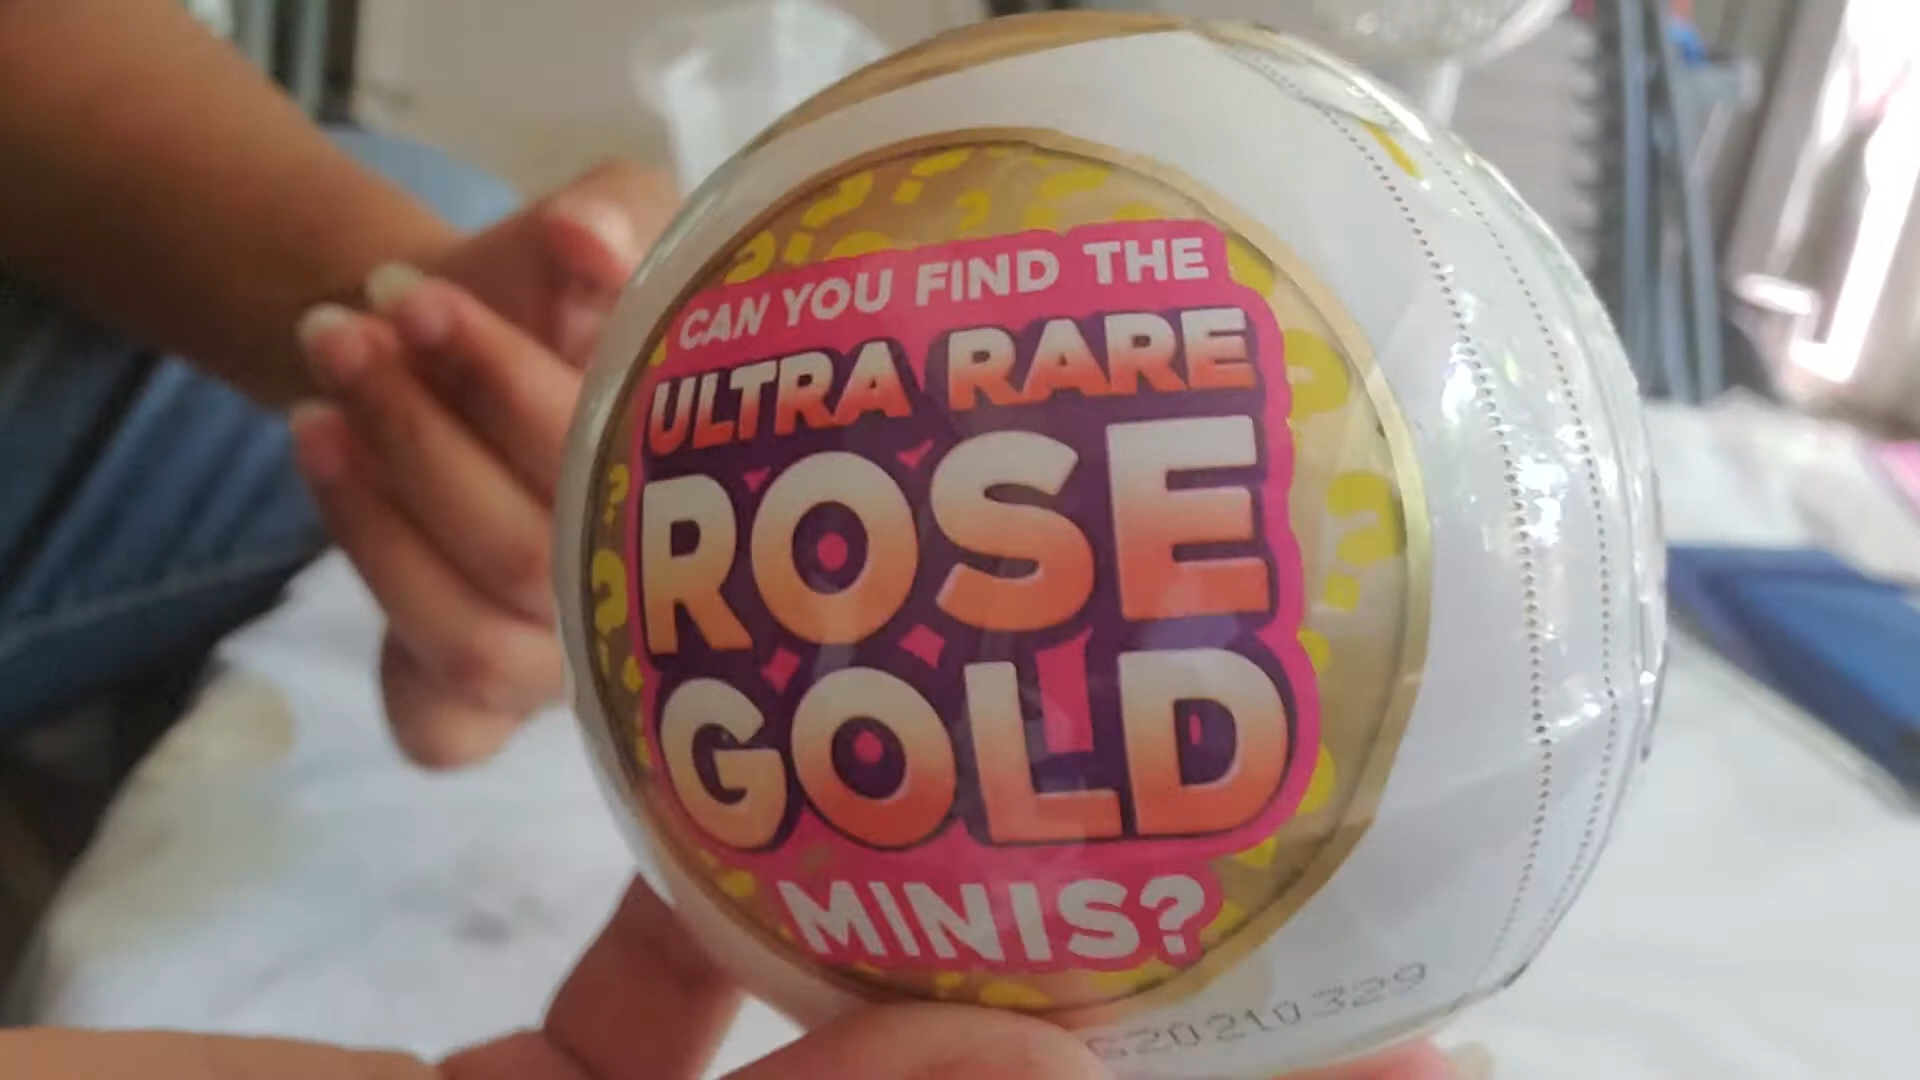 CAN YOU FIND THE
ULTRA RARE
ROSE
GOLD
MINIS?
G20210329